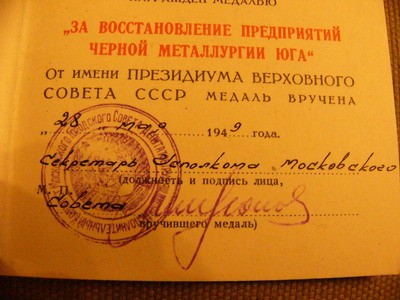 НАГРАЖДЕН МЕДАЛЬЮ
„ЗА ВОССТАНОВЛЕНИЕ ПРЕДПРИЯТИЙ
ЧЕРНОЙ МЕТАЛЛУРГИИ ЮГА“
ОТ ИМЕНИ ПРЕЗИДИУМА ВЕРХОВНОГО
СОВЕТА СССР МЕДАЛЬ ВРУЧЕНА
„28" мая 1949 года.
Секретарь Исполкома Московского
М. П. (должность и подпись лица,
Совета
вручившего медаль)